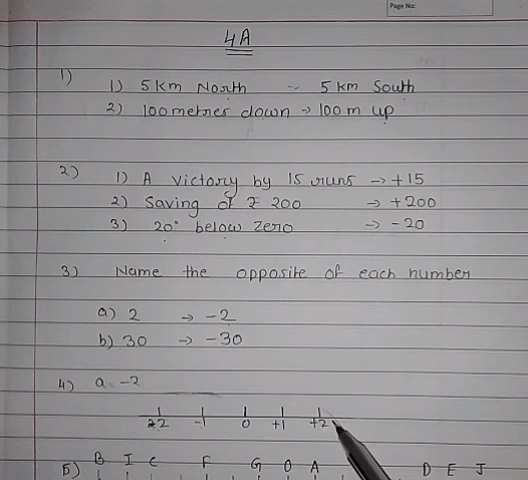 Page No:
4A
1) 1) 5 km North ~ 5 km South
2) 100 metres down → 100 m up
2) 1) A victory by 15 runs → +15
2) Saving of ₹ 200 → +200
3) 20° below zero → -20
3) Name the opposite of each number
a) 2 → -2
b) 30 → -30
4) a. -2
-2 -1 0 +1 +2
5) B I C F G O A D E J